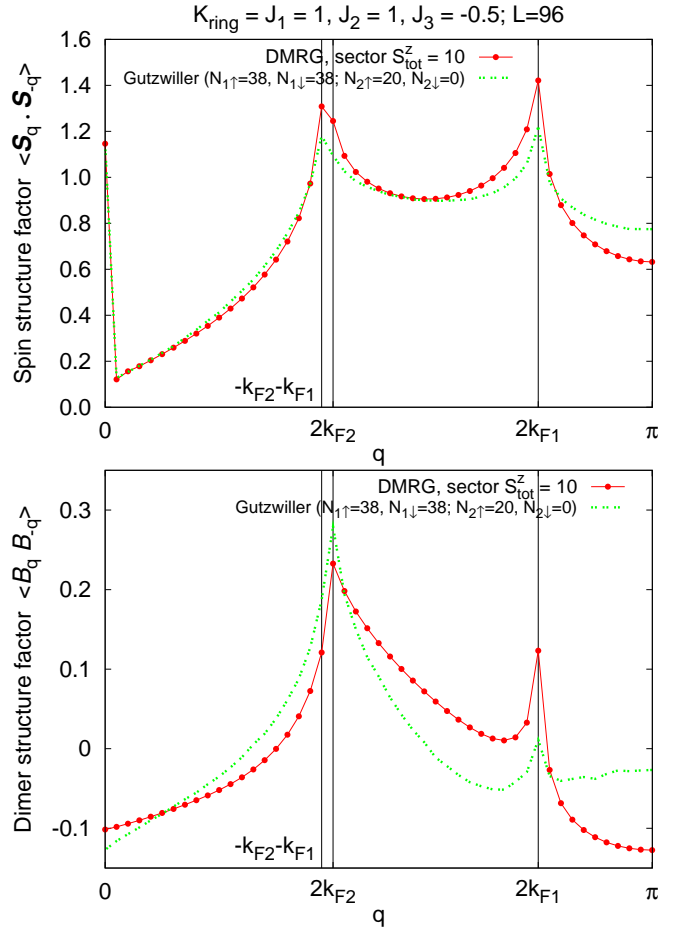 K_ring = J_1 = 1, J_2 = 1, J_3 = -0.5; L=96
Spin structure factor <S_q · S_-q>
1.6
1.4
1.2
1.0
0.8
0.6
0.4
0.2
0.0
DMRG, sector S^z_tot = 10
Gutzwiller (N_1↑=38, N_1↓=38; N_2↑=20, N_2↓=0)
-k_F2-k_F1
0
2k_F2
2k_F1
π
q
Dimer structure factor <B_q B_-q>
0.3
0.2
0.1
0
-0.1
DMRG, sector S^z_tot = 10
Gutzwiller (N_1↑=38, N_1↓=38; N_2↑=20, N_2↓=0)
-k_F2-k_F1
0
2k_F2
2k_F1
π
q